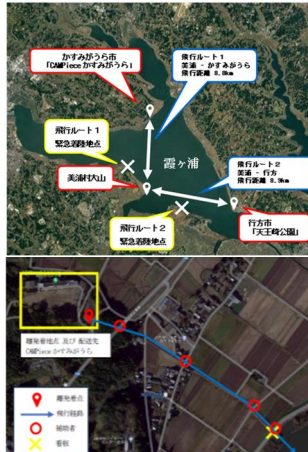 かすみがうら市
「CAMPiece かすみがうら」
飛行ルート1
美浦 - かすみがうら
飛行距離 8.8km
飛行ルート1
緊急着陸地点
霞ヶ浦
飛行ルート2
美浦 - 行方
飛行距離 8.9km
美浦村大山
飛行ルート2
緊急着陸地点
行方市
「天王崎公園」
離発着地点 及び 配送先
CAMPiece かすみがうら
離発着点
飛行経路
補助者
看板